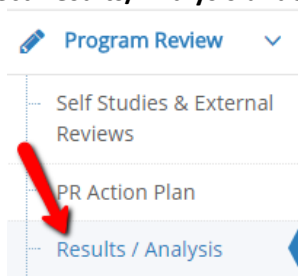 Program Review
Self Studies & External
Reviews
PR Action Plan
Results / Analysis